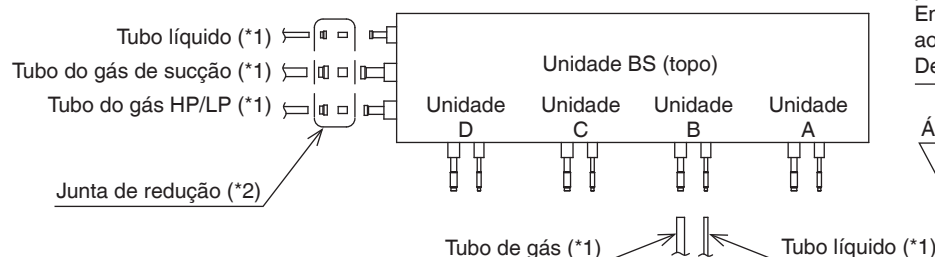 Tubo líquido (*1)
Tubo do gás de sucção (*1)
Tubo do gás HP/LP (*1)
Unidade BS (topo)
Unidade D
Unidade C
Unidade B
Unidade A
Junta de redução (*2)
Tubo de gás (*1)
Tubo líquido (*1)